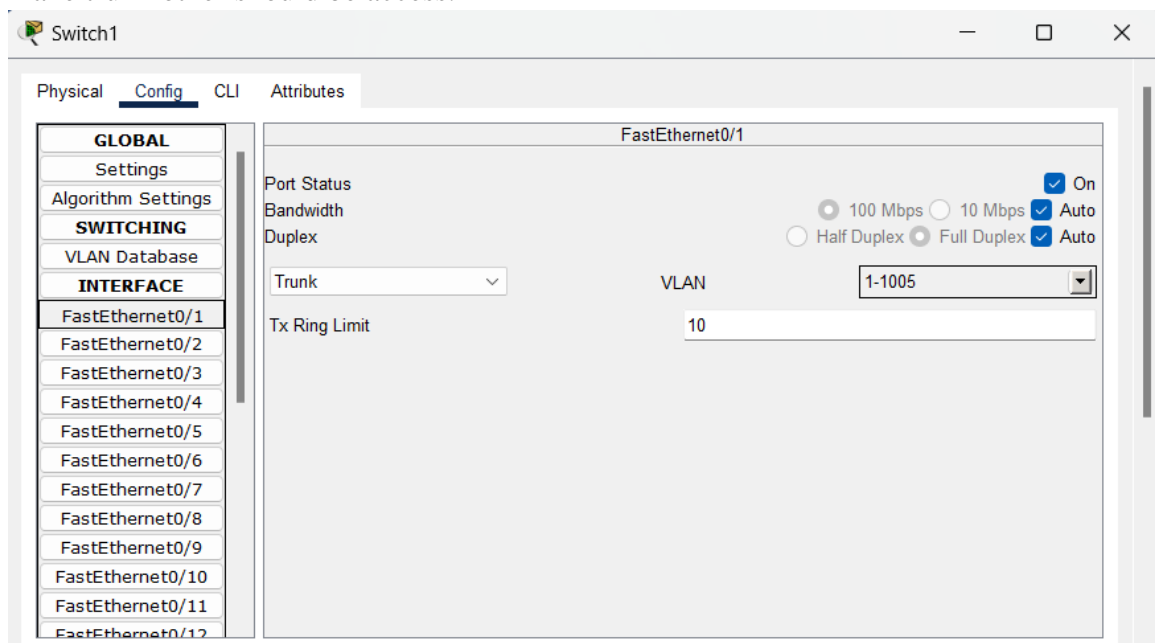 Switch1
Physical Config CLI Attributes
GLOBAL
Settings
Algorithm Settings
SWITCHING
VLAN Database
INTERFACE
FastEthernet0/1
FastEthernet0/2
FastEthernet0/3
FastEthernet0/4
FastEthernet0/5
FastEthernet0/6
FastEthernet0/7
FastEthernet0/8
FastEthernet0/9
FastEthernet0/10
FastEthernet0/11
FastEthernet0/12
FastEthernet0/1
Port Status On
Bandwidth 100 Mbps 10 Mbps Auto
Duplex Half Duplex Full Duplex Auto
Trunk VLAN 1-1005
Tx Ring Limit 10